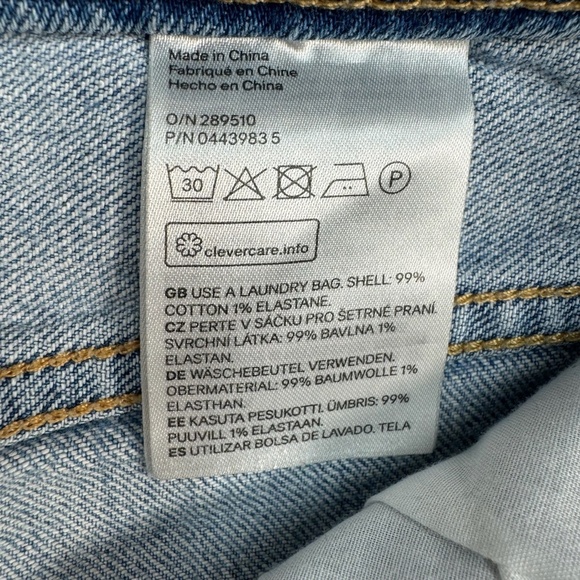 Made in China
Fabriqué en Chine
Hecho en China
O/N 289510
P/N 0443983 5
30
P
clevercare.info
GB USE A LAUNDRY BAG. SHELL: 99%
COTTON 1% ELASTANE.
CZ PERTE V SÁČKU PRO ŠETRNÉ PRANÍ.
SVRCHNÍ LÁTKA: 99% BAVLNA 1%
ELASTAN.
DE WÄSCHEBEUTEL VERWENDEN.
OBERMATERIAL: 99% BAUMWOLLE 1%
ELASTHAN.
EE KASUTA PESUKOTTI. ÜMBRIS: 99%
PUUVILL 1% ELASTAAN.
ES UTILIZAR BOLSA DE LAVADO. TELA